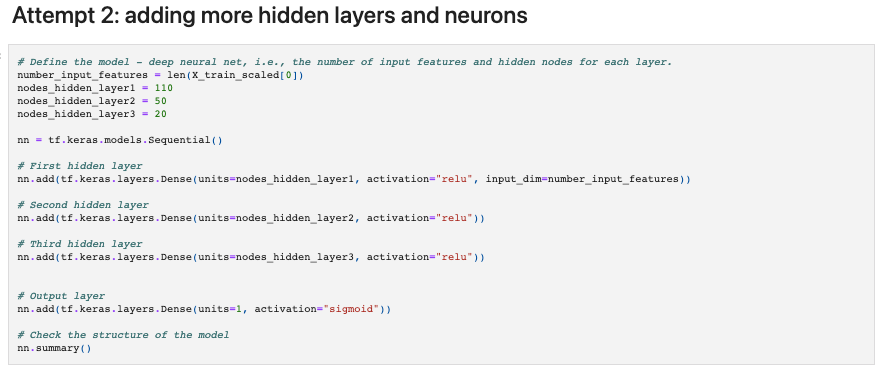 Attempt 2: adding more hidden layers and neurons
# Define the model - deep neural net, i.e., the number of input features and hidden nodes for each layer.
number_input_features = len(X_train_scaled[0])
nodes_hidden_layer1 = 110
nodes_hidden_layer2 = 50
nodes_hidden_layer3 = 20
nn = tf.keras.models.Sequential()
# First hidden layer
nn.add(tf.keras.layers.Dense(units=nodes_hidden_layer1, activation="relu", input_dim=number_input_features))
# Second hidden layer
nn.add(tf.keras.layers.Dense(units=nodes_hidden_layer2, activation="relu"))
# Third hidden layer
nn.add(tf.keras.layers.Dense(units=nodes_hidden_layer3, activation="relu"))
# Output layer
nn.add(tf.keras.layers.Dense(units=1, activation="sigmoid"))
# Check the structure of the model
nn.summary()